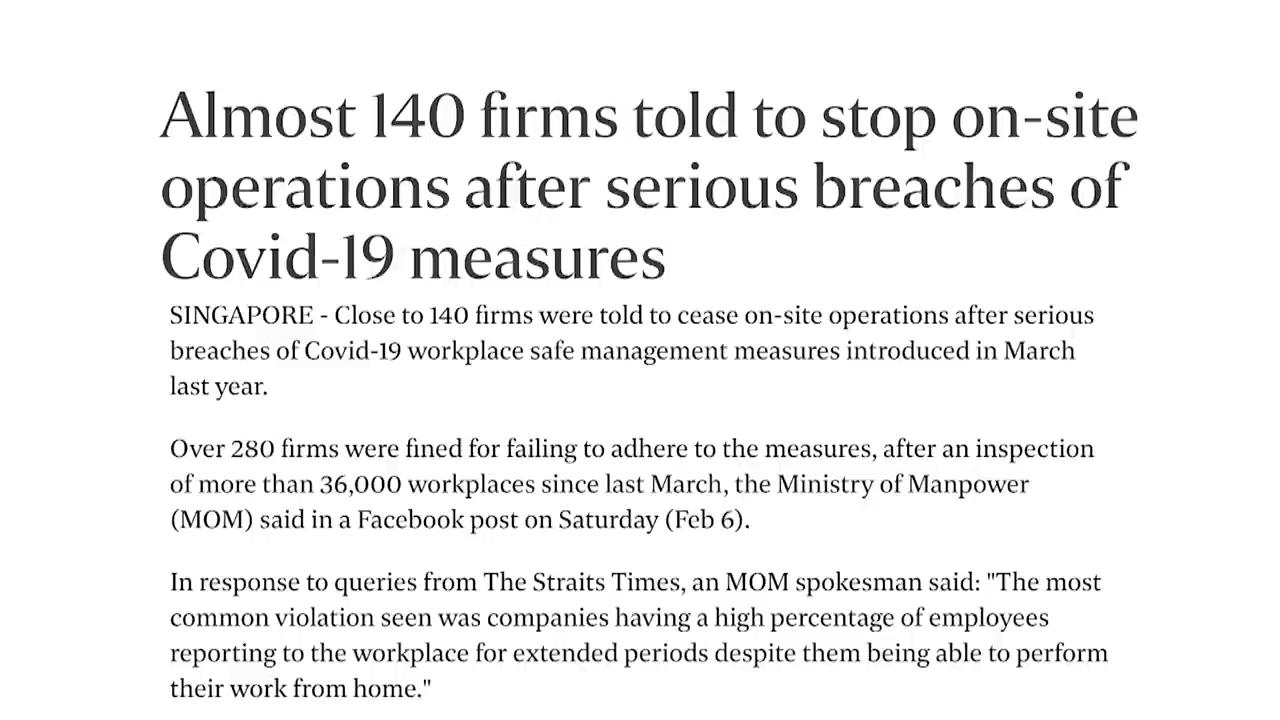 Almost 140 firms told to stop on-site
operations after serious breaches of
Covid-19 measures
SINGAPORE - Close to 140 firms were told to cease on-site operations after serious
breaches of Covid-19 workplace safe management measures introduced in March
last year.
Over 280 firms were fined for failing to adhere to the measures, after an inspection
of more than 36,000 workplaces since last March, the Ministry of Manpower
(MOM) said in a Facebook post on Saturday (Feb 6).
In response to queries from The Straits Times, an MOM spokesman said: "The most
common violation seen was companies having a high percentage of employees
reporting to the workplace for extended periods despite them being able to perform
their work from home."